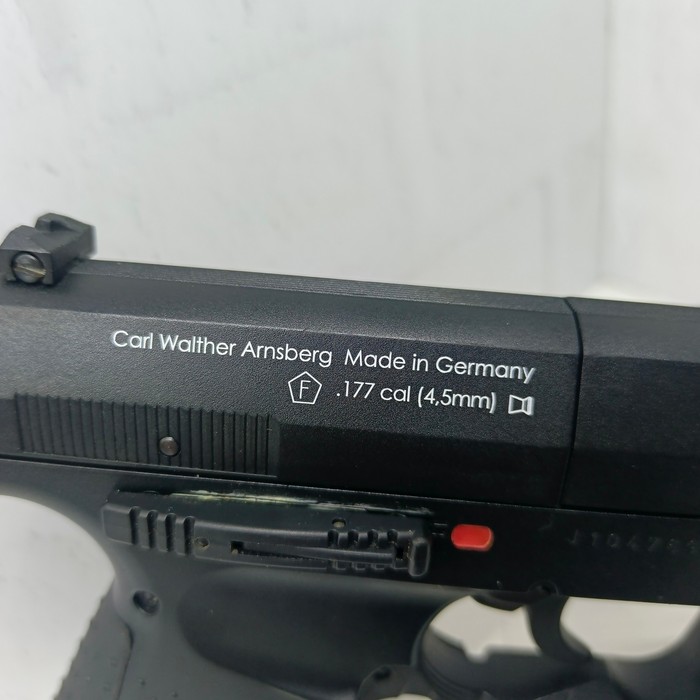 Carl Walther Arnsberg Made in Germany
F .177 cal (4,5mm)